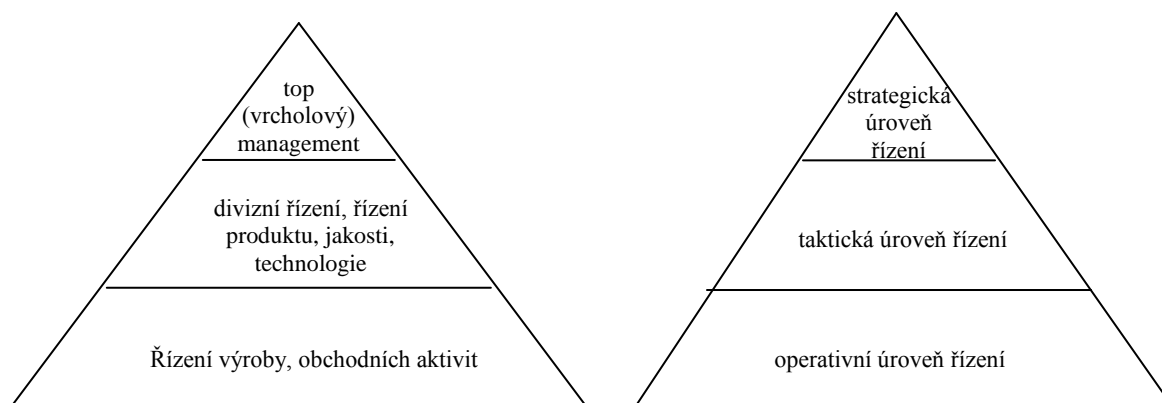 top
(vrcholový)
management
divizní řízení, řízení
produktu, jakosti,
technologie
Řízení výroby, obchodních aktivit
strategická
úroveň
řízení
taktická úroveň řízení
operativní úroveň řízení